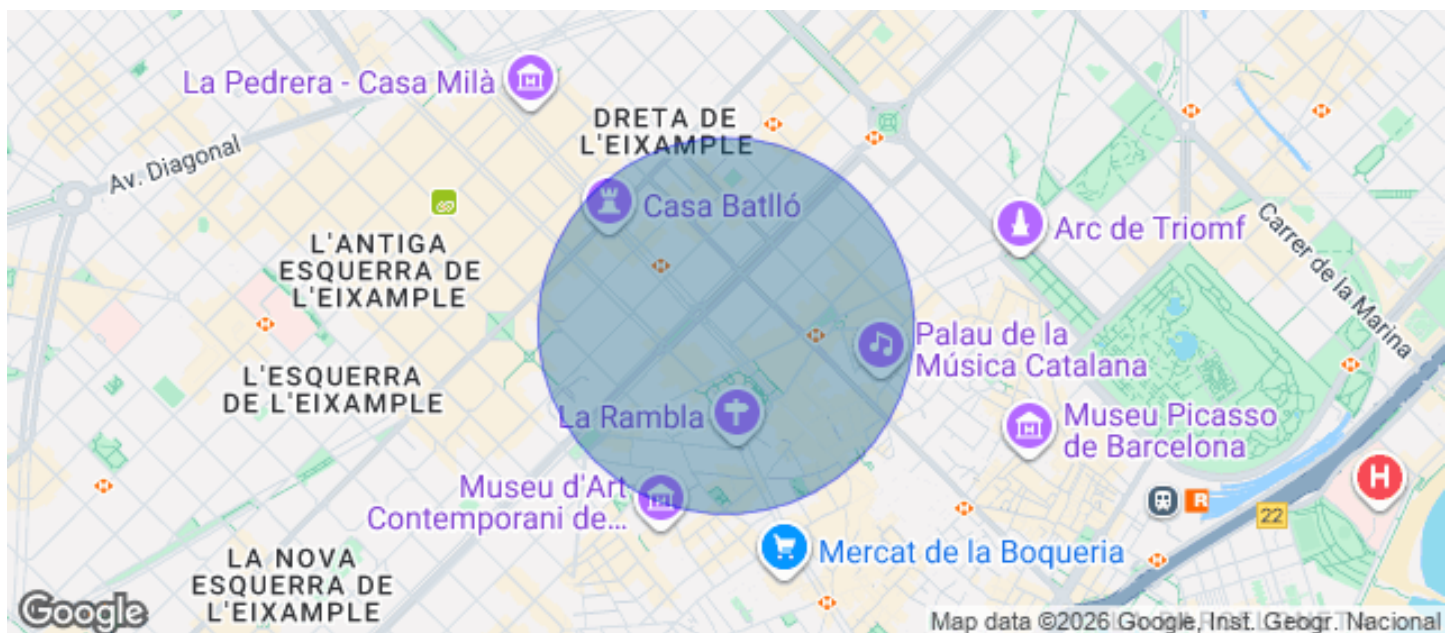 La Pedrera - Casa Milà
DRETA DE
L'EIXAMPLE
Av. Diagonal
Casa Batlló
Arc de Triomf
Carrer de la Marina
L'ANTIGA
ESQUERRA DE
L'EIXAMPLE
Palau de la
Música Catalana
L'ESQUERRA
DE L'EIXAMPLE
La Rambla
Museu Picasso
de Barcelona
H
Museu d'Art
Contemporani de...
R
22
Mercat de la Boqueria
LA NOVA
ESQUERRA DE
L'EIXAMPLE
Google
Map data ©2026 Google, Inst. Geogr. Nacional